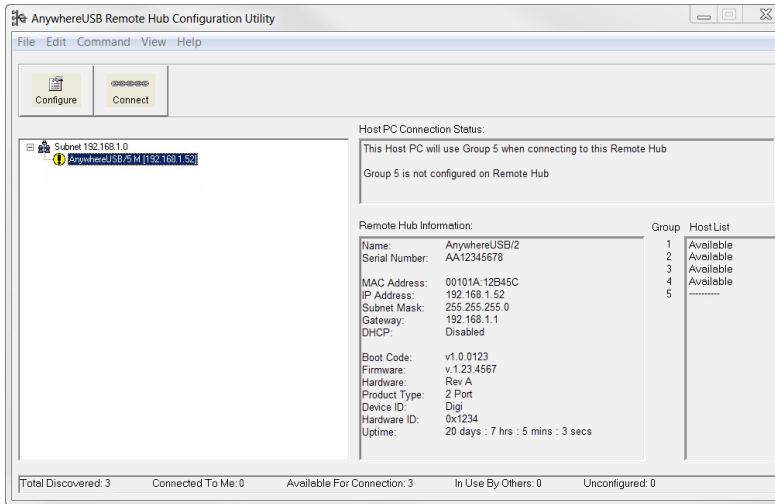 AnywhereUSB Remote Hub Configuration Utility
File Edit Command View Help
Configure Connect
Subnet 192.168.1.0
AnywhereUSB/5 M [192.168.1.52]
Host PC Connection Status:
This Host PC will use Group 5 when connecting to this Remote Hub
Group 5 is not configured on Remote Hub
Remote Hub Information:
Name: AnywhereUSB/2
Serial Number: AA12345678
MAC Address: 00101A:12B45C
IP Address: 192.168.1.52
Subnet Mask: 255.255.255.0
Gateway: 192.168.1.1
DHCP: Disabled
Boot Code: v1.0.0123
Firmware: v.1.23.4567
Hardware: Rev A
Product Type: 2 Port
Device ID: Digi
Hardware ID: 0x1234
Uptime: 20 days : 7 hrs : 5 mins : 3 secs
Group Host List
1 Available
2 Available
3 Available
4 Available
5 ----------
Total Discovered: 3 Connected To Me: 0 Available For Connection: 3 In Use By Others: 0 Unconfigured: 0